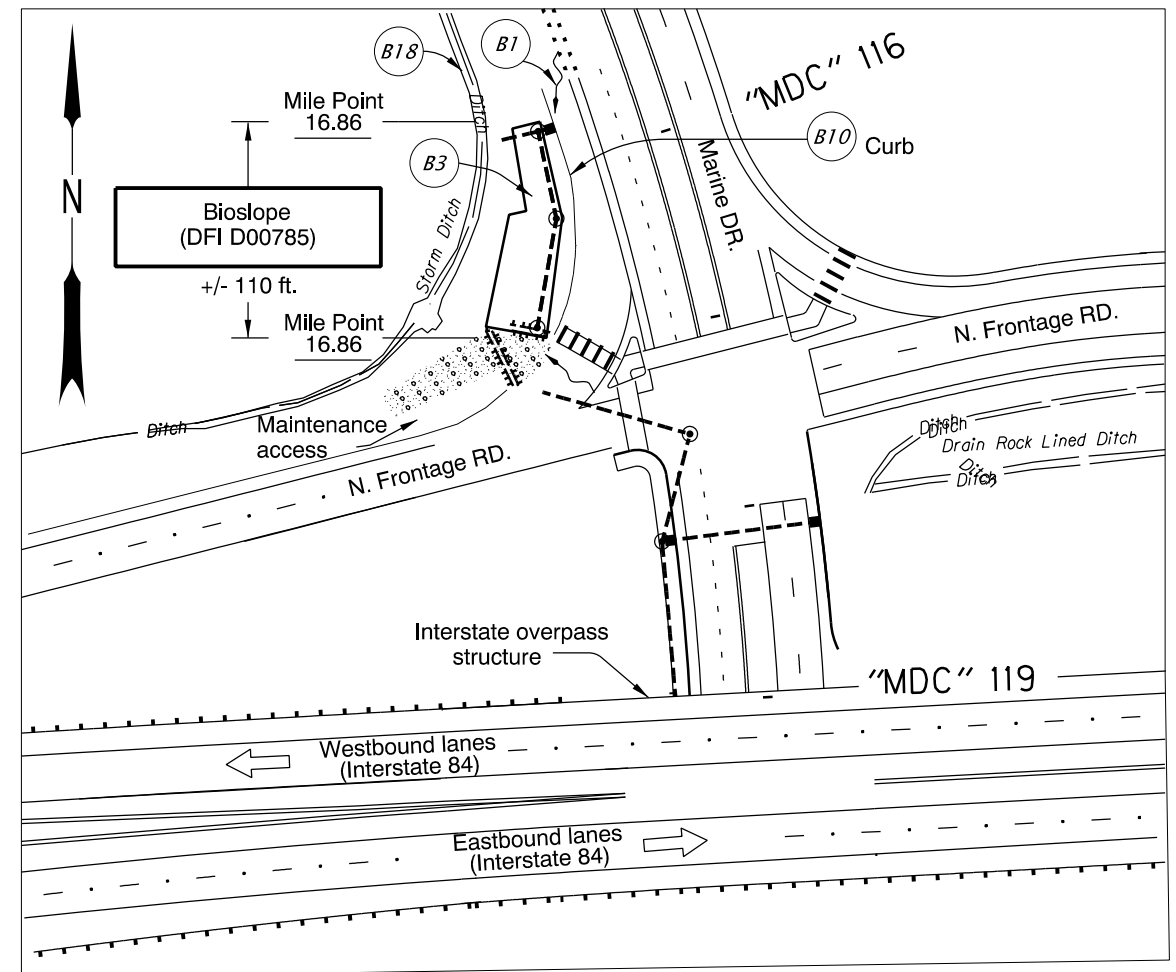 B18
B1
"MDC" 116
Mile Point
16.86
Ditch
B10 Curb
B3
Marine DR.
N
Bioslope
(DFI D00785)
Storm Ditch
+/- 110 ft.
Mile Point
16.86
N. Frontage RD.
Ditch
Maintenance
access
N. Frontage RD.
Ditch
Ditch
Drain Rock Lined Ditch
Ditch
Ditch
Interstate overpass
structure
"MDC" 119
Westbound lanes
(Interstate 84)
Eastbound lanes
(Interstate 84)